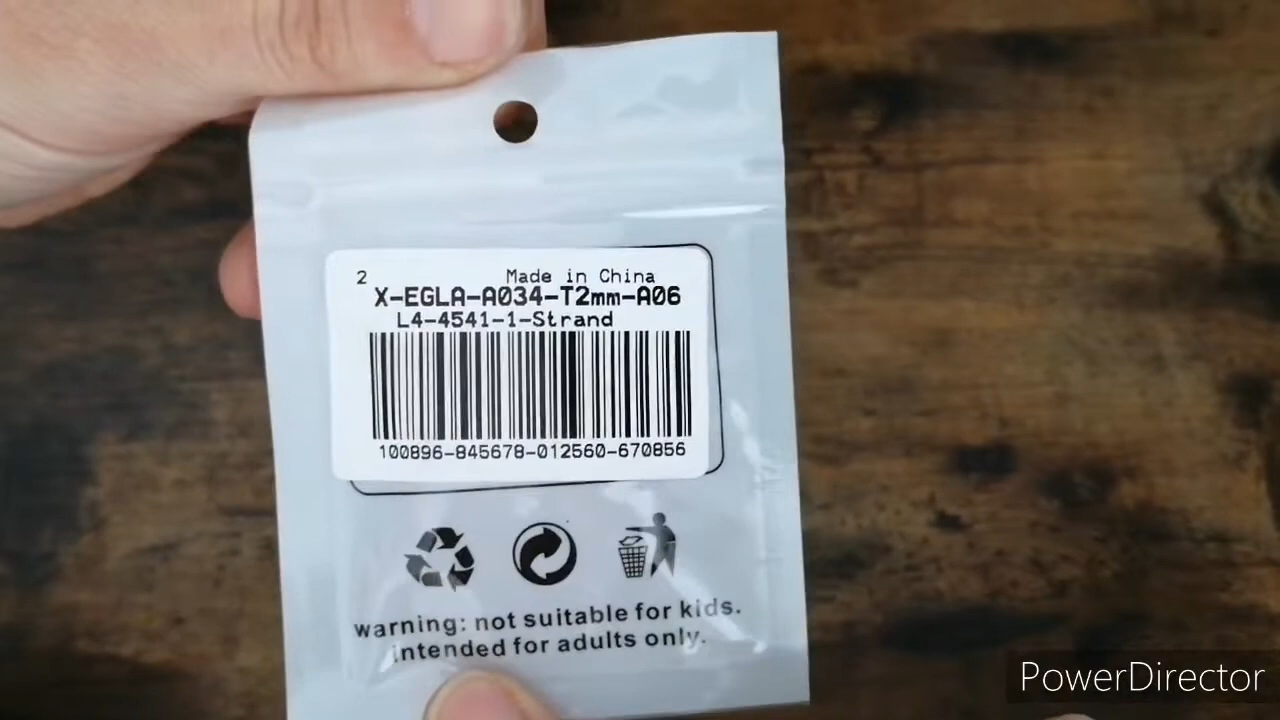 2
Made in China
X-EGLA-A034-T2mm-A06
L4-4541-1-Strand
100896-845678-012560-670856
warning: not suitable for kids.
intended for adults only.
PowerDirector